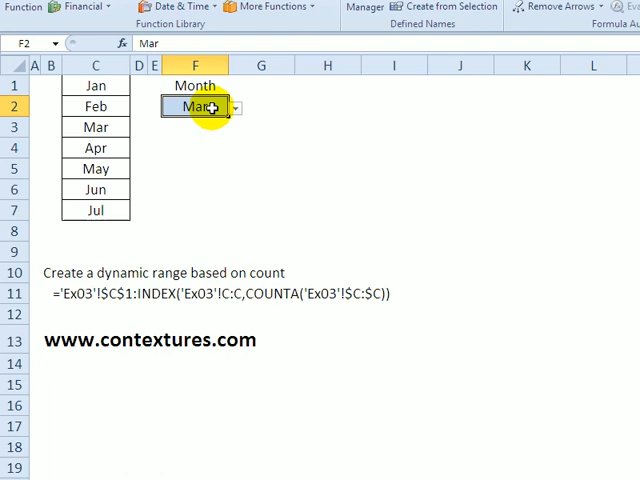 Function Financial Date & Time More Functions Manager Create from Selection Remove Arrows
Function Library Defined Names Formula Au
F2 fx Mar
A B C D E F G H I J K L
1 Jan Month
2 Feb Mar
3 Mar
4 Apr
5 May
6 Jun
7 Jul
8
9
10 Create a dynamic range based on count
11 ='Ex03'!$C$1:INDEX('Ex03'!C:C,COUNTA('Ex03'!$C:$C))
12
13 www.contextures.com
14
15
16
17
18
19